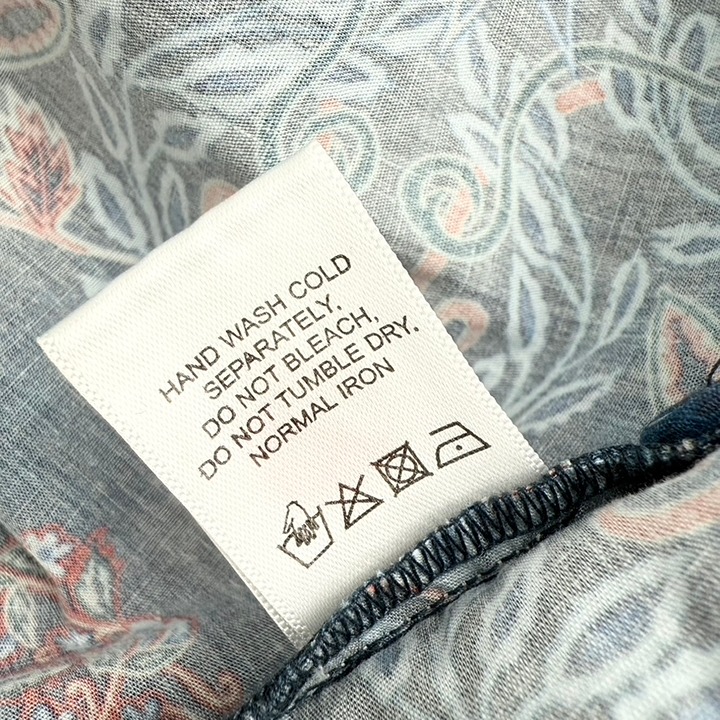 HAND WASH COLD
SEPARATELY,
DO NOT BLEACH,
DO NOT TUMBLE DRY,
NORMAL IRON